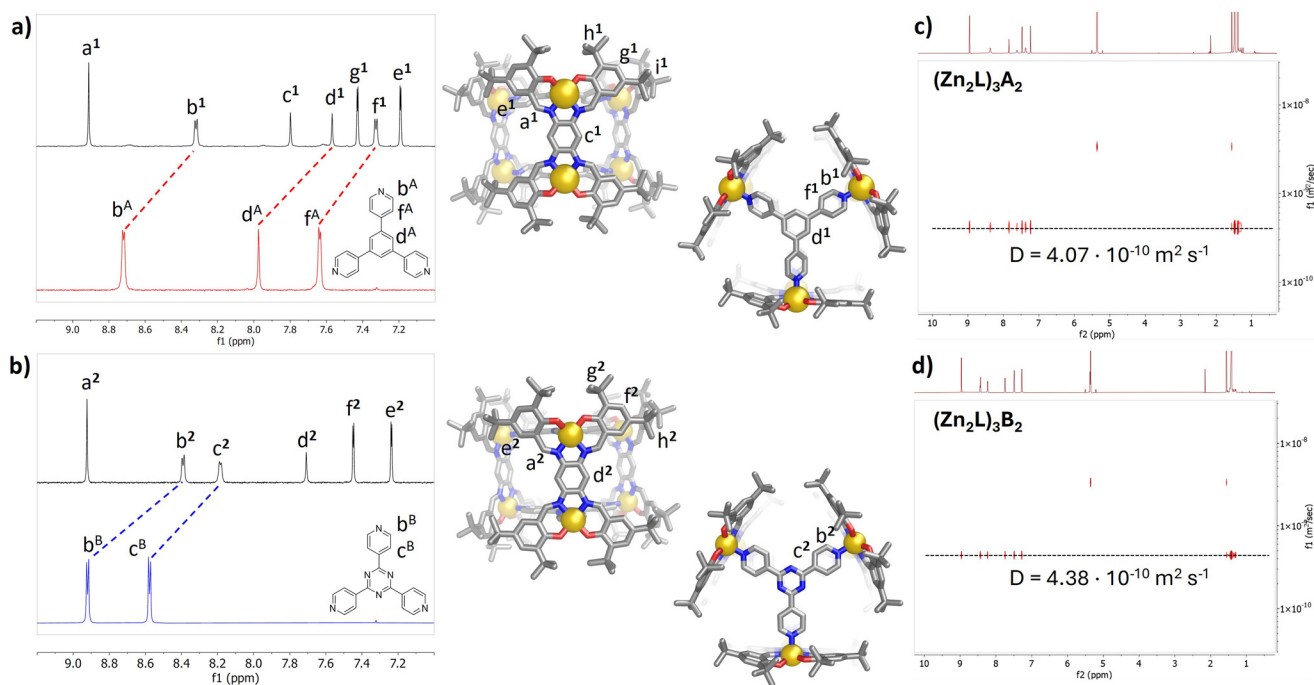 a)
a¹
b¹
c¹
d¹
g¹
f¹
e¹
bᴬ
dᴬ
fᴬ
N
bᴬ
fᴬ
dᴬ
N
N
9.0 8.8 8.6 8.4 8.2 8.0 7.8 7.6 7.4 7.2
f1 (ppm)
h¹
g¹
i¹
e¹
a¹
c¹
b¹
f¹
d¹
c)
(Zn₂L)₃A₂
D = 4.07 · 10⁻¹⁰ m² s⁻¹
1×10⁻⁸
f1 (m²/sec)
1×10⁻¹⁰
10 9 8 7 6 5 4 3 2 1
f2 (ppm)
b)
a²
b²
c²
d²
f²
e²
bᴮ
cᴮ
N
bᴮ
cᴮ
N
N
N
N
N
9.0 8.8 8.6 8.4 8.2 8.0 7.8 7.6 7.4 7.2
f1 (ppm)
g²
f²
h²
e²
a²
d²
b²
c²
d)
(Zn₂L)₃B₂
D = 4.38 · 10⁻¹⁰ m² s⁻¹
1×10⁻⁸
f1 (m²/sec)
1×10⁻¹⁰
10 9 8 7 6 5 4 3 2 1
f2 (ppm)